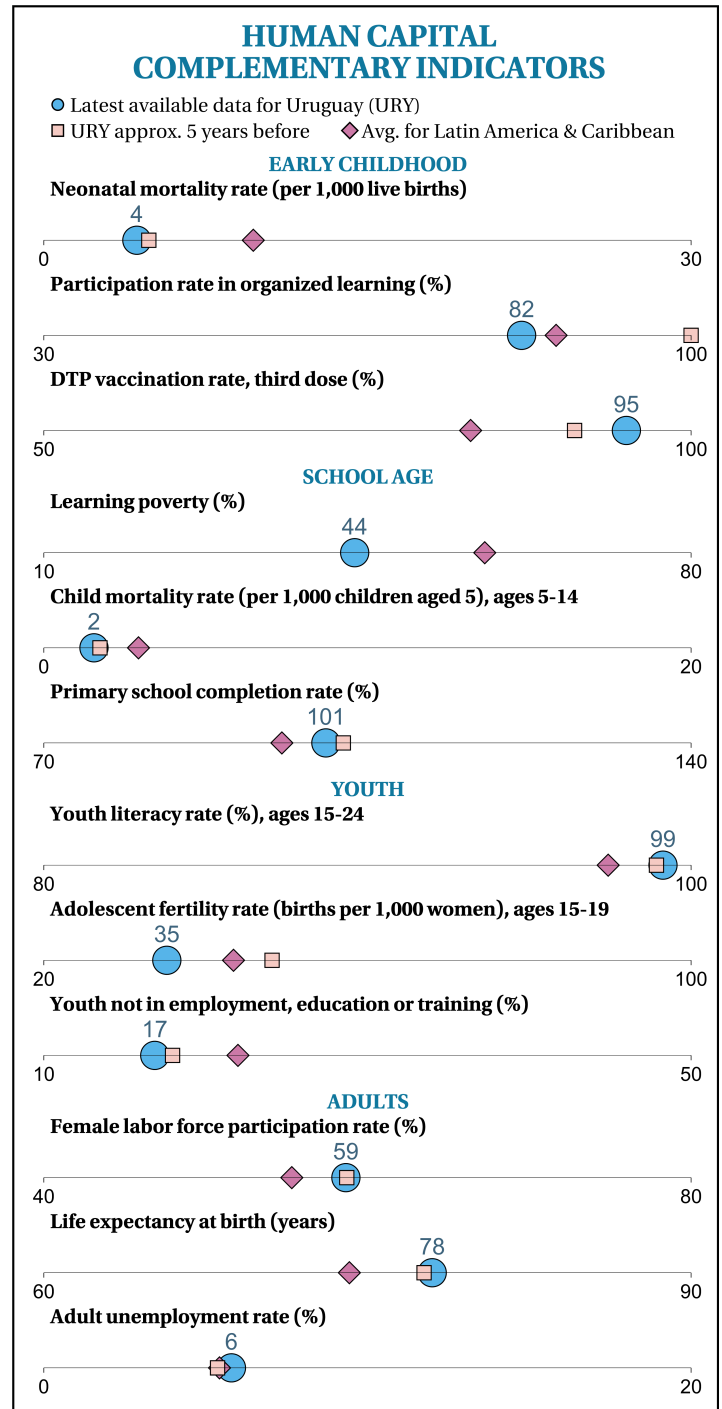 HUMAN CAPITAL
COMPLEMENTARY INDICATORS
Latest available data for Uruguay (URY)
URY approx. 5 years before Avg. for Latin America & Caribbean
EARLY CHILDHOOD
Neonatal mortality rate (per 1,000 live births)
4
0 30
Participation rate in organized learning (%)
82
30 100
DTP vaccination rate, third dose (%)
95
50 100
SCHOOL AGE
Learning poverty (%)
44
10 80
Child mortality rate (per 1,000 children aged 5), ages 5-14
2
0 20
Primary school completion rate (%)
101
70 140
YOUTH
Youth literacy rate (%), ages 15-24
99
80 100
Adolescent fertility rate (births per 1,000 women), ages 15-19
35
20 100
Youth not in employment, education or training (%)
17
10 50
ADULTS
Female labor force participation rate (%)
59
40 80
Life expectancy at birth (years)
78
60 90
Adult unemployment rate (%)
6
0 20